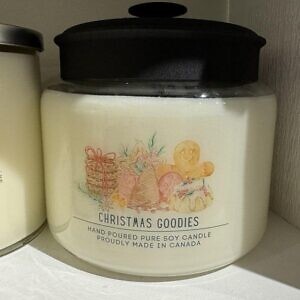 CHRISTMAS GOODIES
HAND POURED PURE SOY CANDLE
PROUDLY MADE IN CANADA